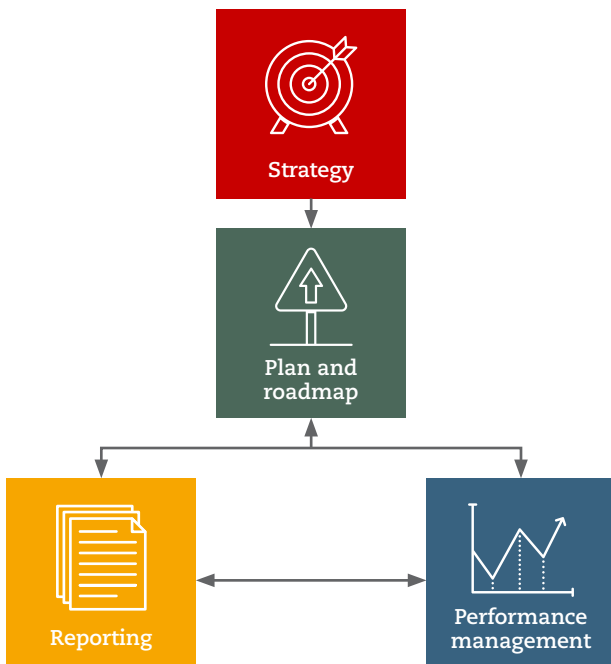 Strategy
Plan and
roadmap
Reporting
Performance
management